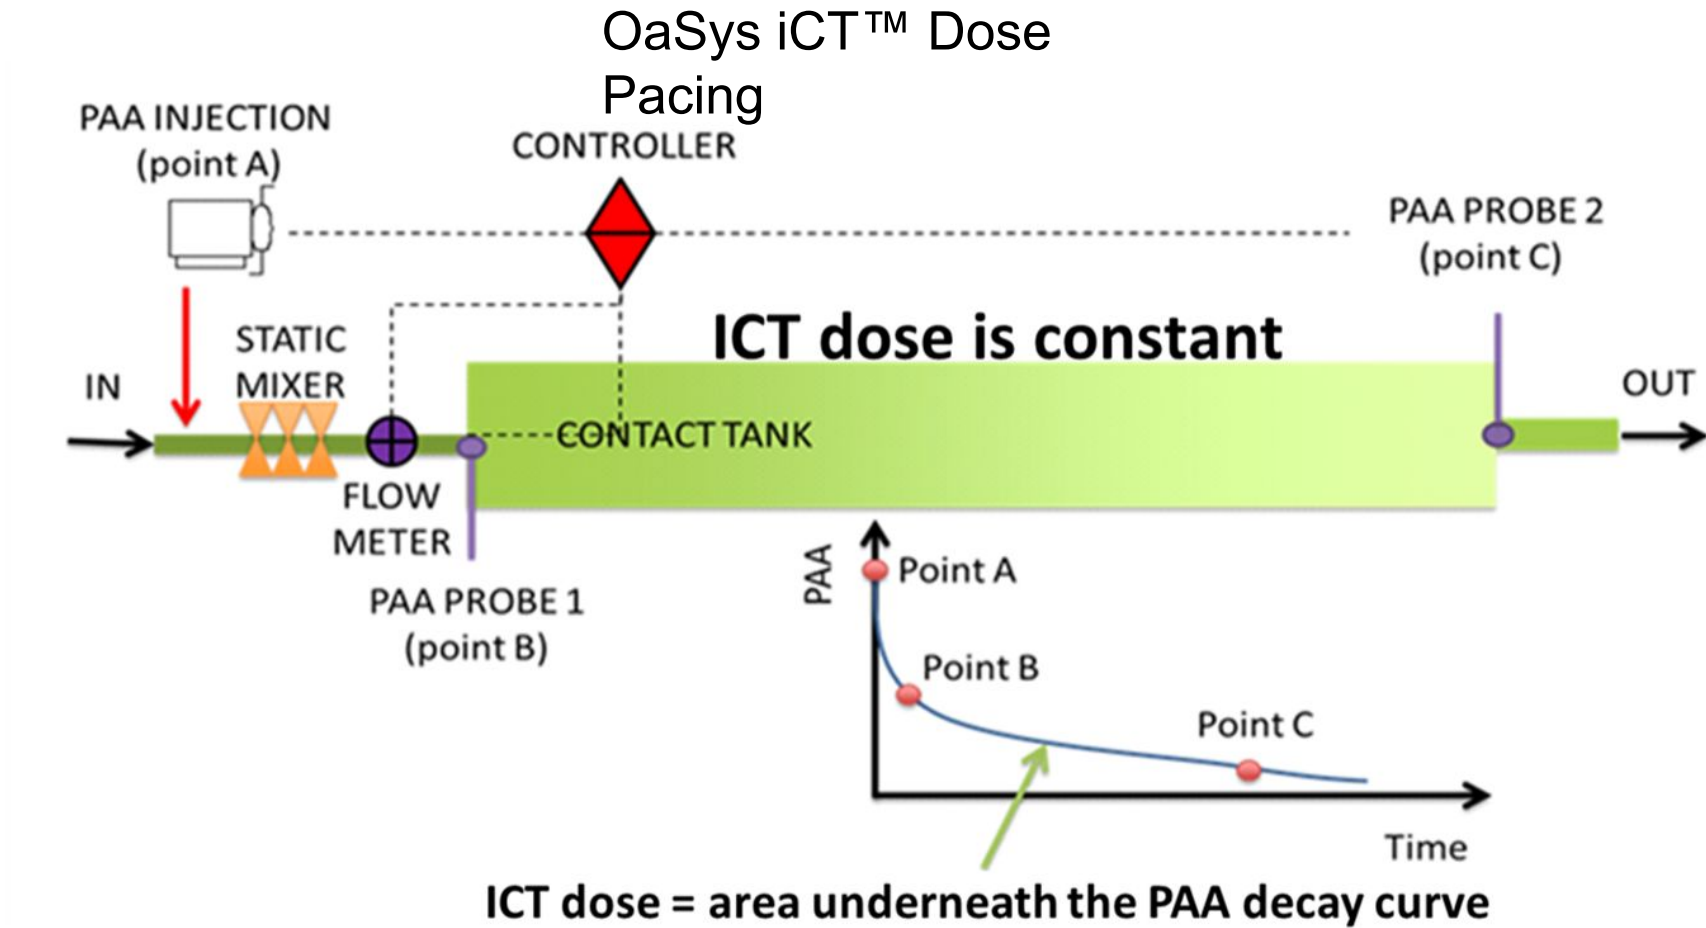 OaSys iCT™ Dose
Pacing
PAA INJECTION
(point A)
CONTROLLER
PAA PROBE 2
(point C)
STATIC
MIXER
IN
ICT dose is constant
OUT
CONTACT TANK
FLOW
METER
PAA PROBE 1
(point B)
PAA
Point A
Point B
Point C
Time
ICT dose = area underneath the PAA decay curve